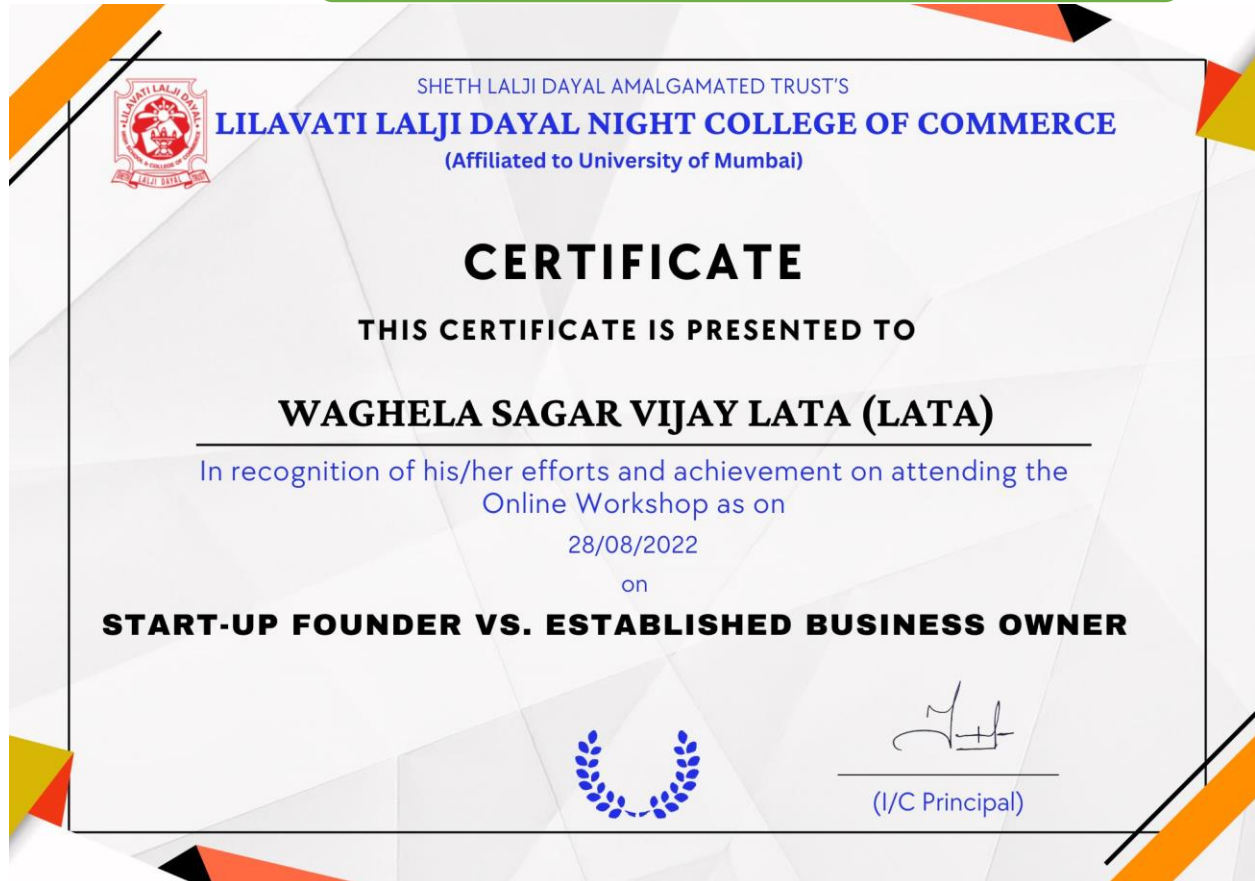 SHETH LALJI DAYAL AMALGAMATED TRUST'S
LILAVATI LALJI DAYAL NIGHT COLLEGE OF COMMERCE
(Affiliated to University of Mumbai)
CERTIFICATE
THIS CERTIFICATE IS PRESENTED TO
WAGHELA SAGAR VIJAY LATA (LATA)
In recognition of his/her efforts and achievement on attending the
Online Workshop as on
28/08/2022
on
START-UP FOUNDER VS. ESTABLISHED BUSINESS OWNER
(I/C Principal)